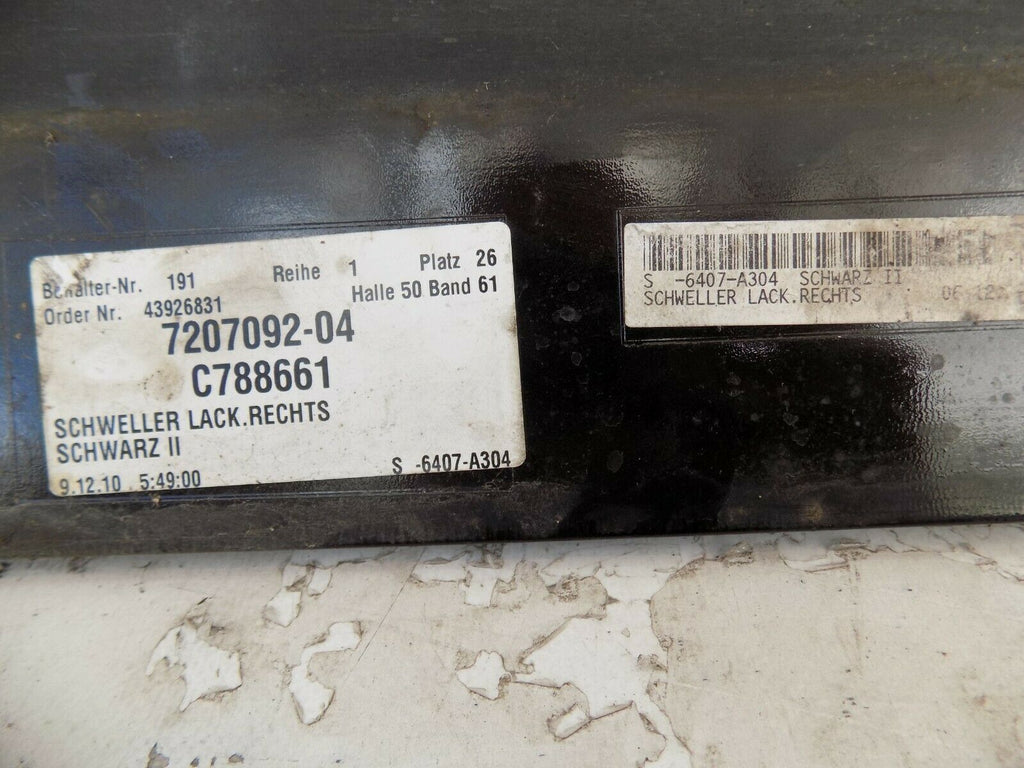 Behälter-Nr. 191 Reihe 1 Platz 26
Order Nr. 43926831 Halle 50 Band 61
7207092-04
C788661
SCHWELLER LACK.RECHTS
SCHWARZ II
9.12.10 5:49:00 S -6407-A304
S -6407-A304 SCHWARZ II
SCHWELLER LACK.RECHTS